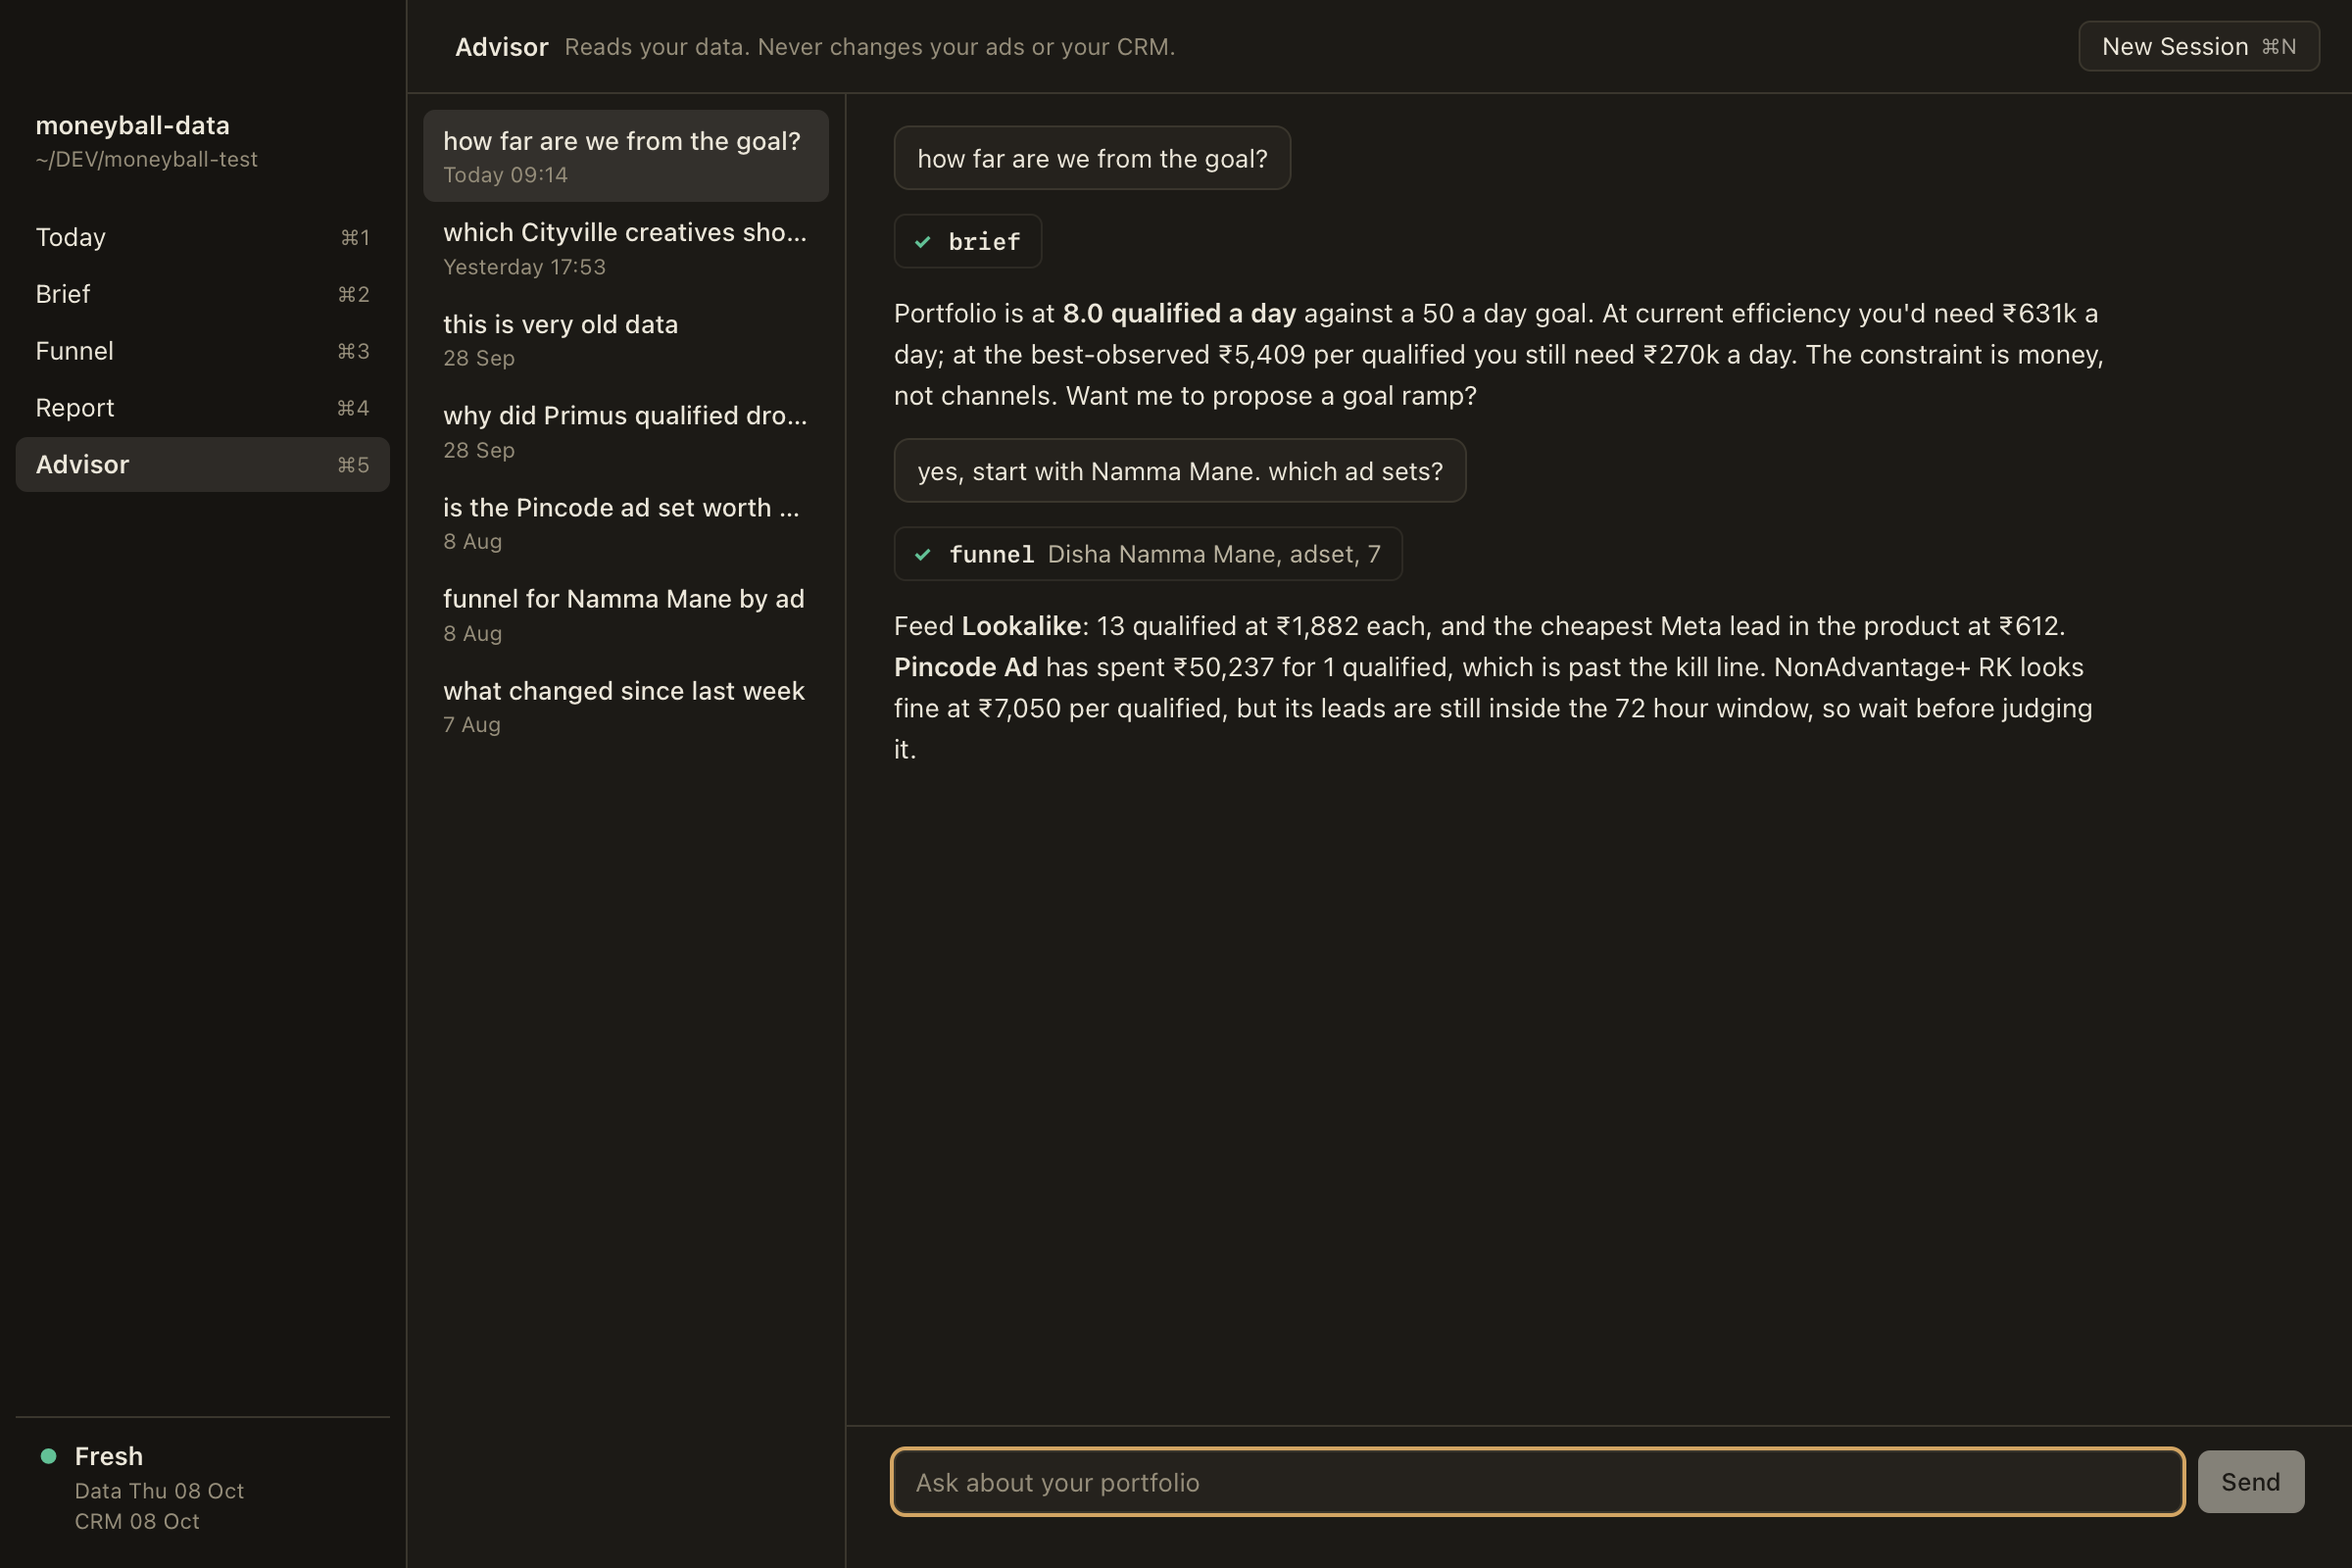 moneyball-data
~/DEV/moneyball-test
Today ⌘1
Brief ⌘2
Funnel ⌘3
Report ⌘4
Advisor ⌘5
Fresh
Data Thu 08 Oct
CRM 08 Oct
Advisor Reads your data. Never changes your ads or your CRM.
New Session ⌘N
how far are we from the goal?
Today 09:14
which Cityville creatives sho...
Yesterday 17:53
this is very old data
28 Sep
why did Primus qualified dro...
28 Sep
is the Pincode ad set worth ...
8 Aug
funnel for Namma Mane by ad
8 Aug
what changed since last week
7 Aug
how far are we from the goal?
✓ brief
Portfolio is at 8.0 qualified a day against a 50 a day goal. At current efficiency you'd need ₹631k a
day; at the best-observed ₹5,409 per qualified you still need ₹270k a day. The constraint is money,
not channels. Want me to propose a goal ramp?
yes, start with Namma Mane. which ad sets?
✓ funnel Disha Namma Mane, adset, 7
Feed Lookalike: 13 qualified at ₹1,882 each, and the cheapest Meta lead in the product at ₹612.
Pincode Ad has spent ₹50,237 for 1 qualified, which is past the kill line. NonAdvantage+ RK looks
fine at ₹7,050 per qualified, but its leads are still inside the 72 hour window, so wait before judging
it.
Ask about your portfolio
Send